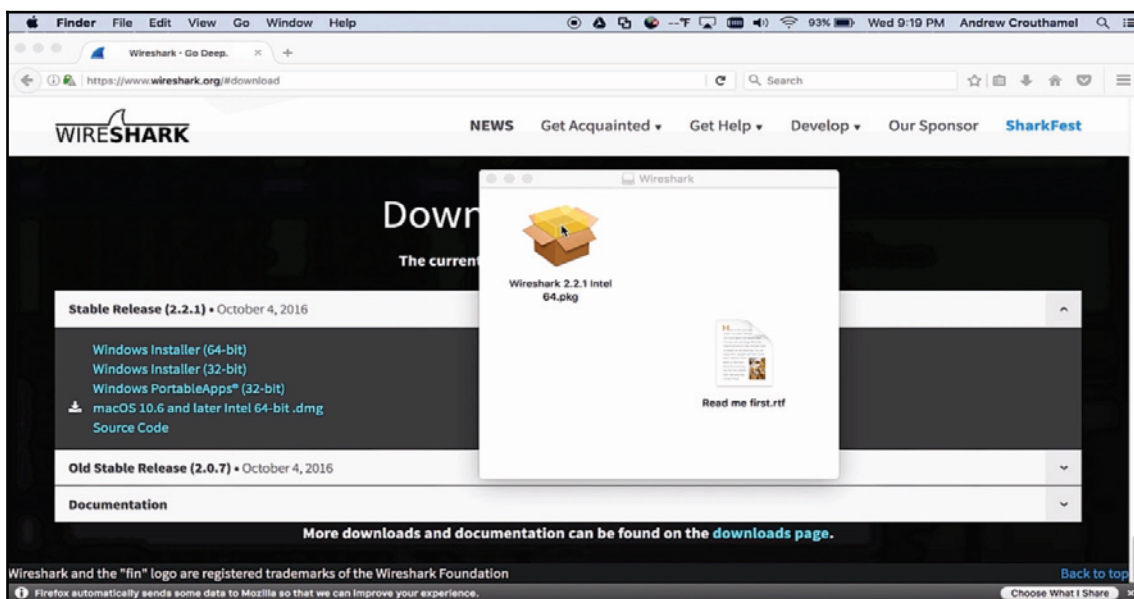 Finder File Edit View Go Window Help --°F 93% Wed 9:19 PM Andrew Crouthamel
Wireshark - Go Deep.
https://www.wireshark.org/#download Search
WIRESHARK NEWS Get Acquainted Get Help Develop Our Sponsor SharkFest
Wireshark
Down
The current
Wireshark 2.2.1 Intel
64.pkg
Stable Release (2.2.1) • October 4, 2016
Windows Installer (64-bit)
Windows Installer (32-bit)
Windows PortableApps® (32-bit)
macOS 10.6 and later Intel 64-bit .dmg
Source Code
Read me first.rtf
Old Stable Release (2.0.7) • October 4, 2016
Documentation
More downloads and documentation can be found on the downloads page.
Wireshark and the "fin" logo are registered trademarks of the Wireshark Foundation Back to top
Firefox automatically sends some data to Mozilla so that we can improve your experience. Choose What I Share